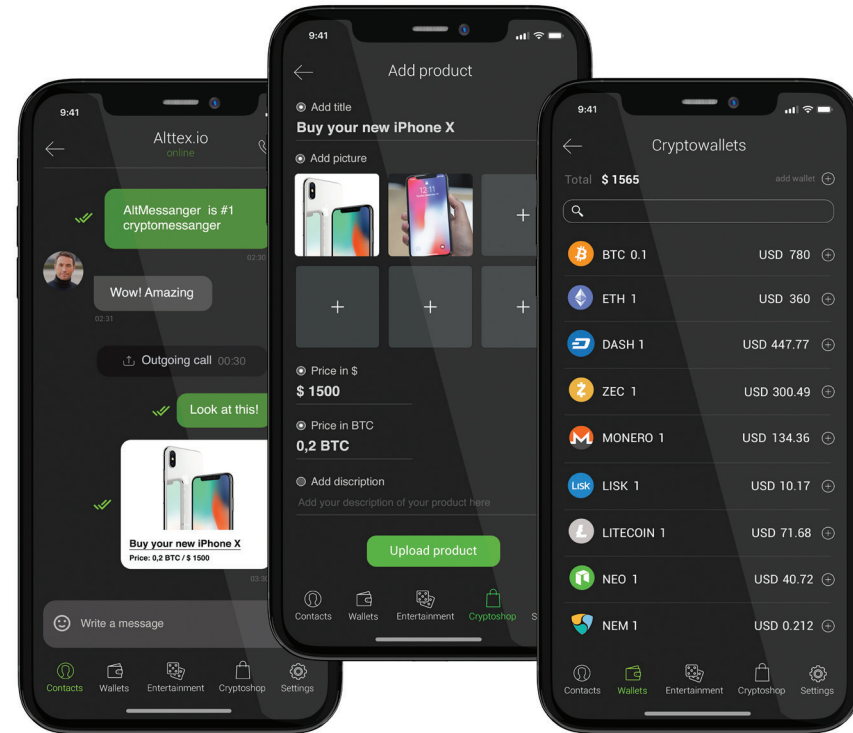 9:41
Alttex.io
online
AltMessanger is #1
cryptomessanger
02:30
Wow! Amazing
02:31
Outgoing call 00:30
Look at this!
Buy your new iPhone X
Price: 0,2 BTC / $ 1500
03:30
Write a message
Contacts
Wallets
Entertainment
Cryptoshop
Settings
9:41
Add product
Add title
Buy your new iPhone X
Add picture
12:11
Price in $
$ 1500
Price in BTC
0,2 BTC
Add discription
Add your description of your product here
Upload product
Contacts
Wallets
Entertainment
Cryptoshop
S
9:41
Cryptowallets
Total $ 1565
add wallet
BTC 0.1 USD 780
ETH 1 USD 360
DASH 1 USD 447.77
ZEC 1 USD 300.49
MONERO 1 USD 134.36
Lisk
LISK 1 USD 10.17
LITECOIN 1 USD 71.68
NEO 1 USD 40.72
NEM 1 USD 0.212
Contacts
Wallets
Entertainment
Cryptoshop
Settings